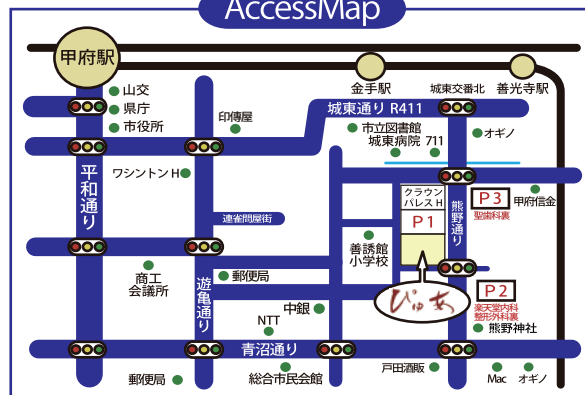 AccessMap
甲府駅
金手駅
城東交番北
善光寺駅
山交
県庁
市役所
印傳屋
城東通り R411
市立図書館
城東病院 711
オギノ
ワシントンH
平和通り
連雀問屋街
クラウン
パレスH
P1
熊野通り
P3
聖歯科裏
甲府信金
善誘館
小学校
商工
会議所
遊亀通り
郵便局
中銀
NTT
ぴゅあ
P2
楽天堂内科
整形外科裏
熊野神社
青沼通り
郵便局
総合市民会館
戸田酒販
Mac
オギノ